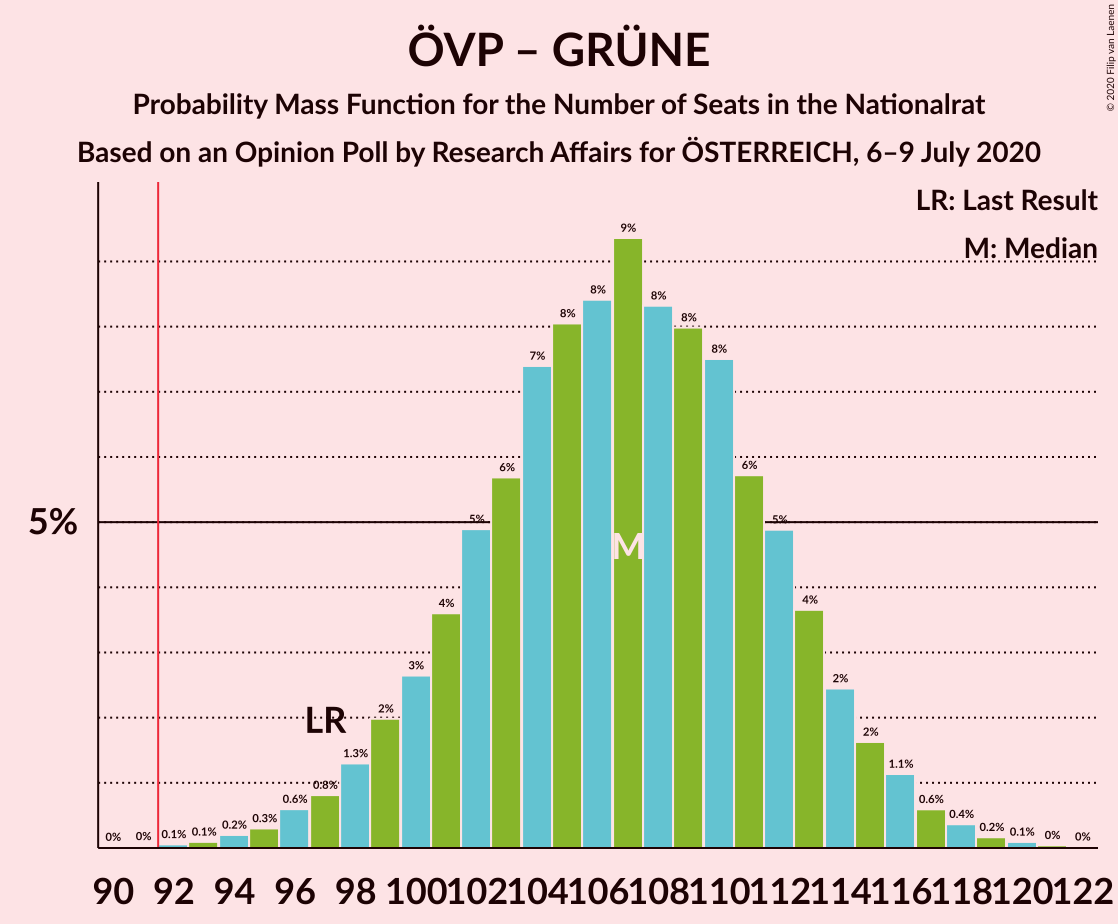 ÖVP – GRÜNE
Probability Mass Function for the Number of Seats in the Nationalrat
Based on an Opinion Poll by Research Affairs for ÖSTERREICH, 6–9 July 2020
© 2020 Filip van Laenen
LR: Last Result
M: Median
5%
LR
M
0% 0% 0.1% 0.1% 0.2% 0.3% 0.6% 0.8% 1.3% 2% 3% 4% 5% 6% 7% 8% 8% 9% 8% 8% 8% 6% 5% 4% 2% 2% 1.1% 0.6% 0.4% 0.2% 0.1% 0% 0%
90 92 94 96 98 100 102 104 106 108 110 112 114 116 118 120 122